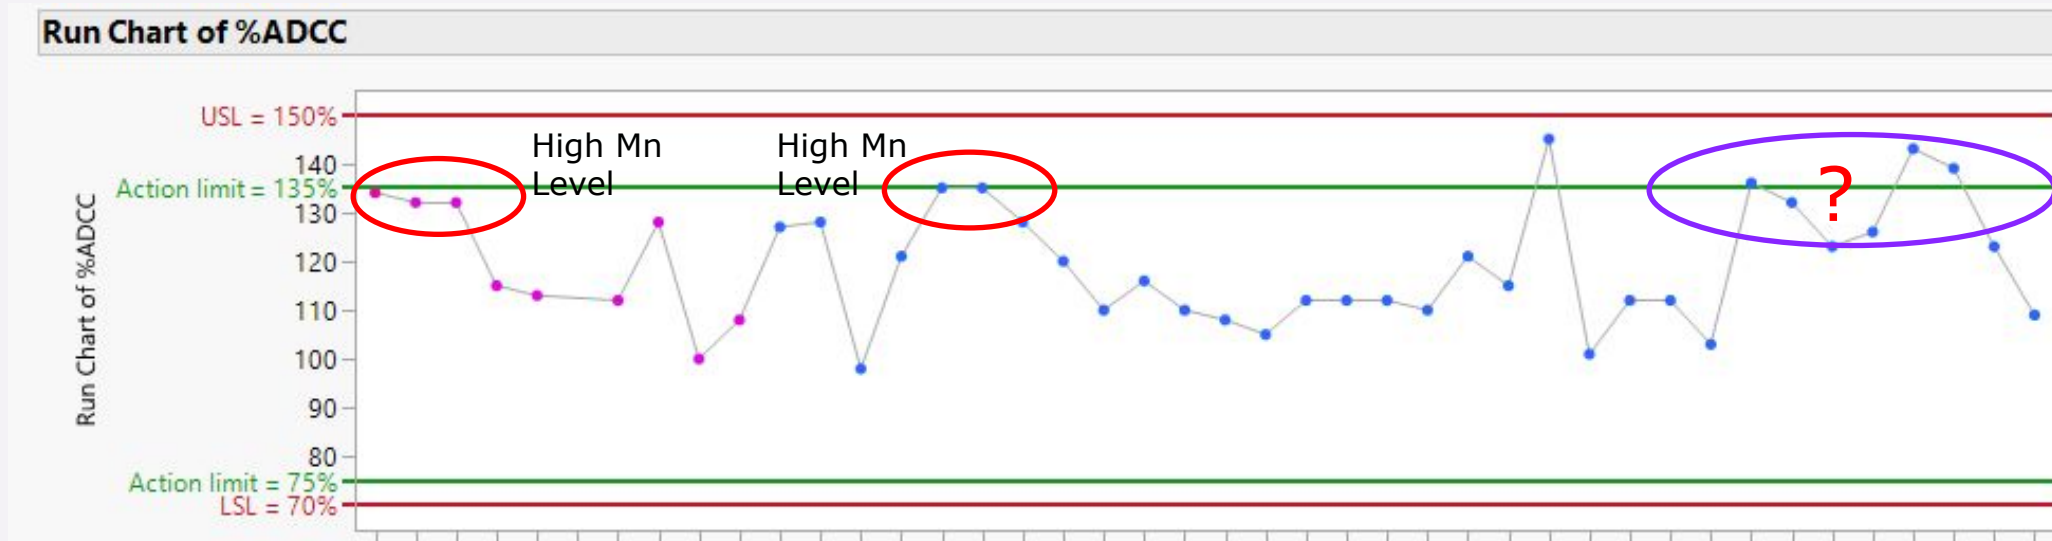 Run Chart of %ADCC
USL = 150%
High Mn
Level
High Mn
Level
140
Action limit = 135%
?
130
120
110
100
90
80
Action limit = 75%
LSL = 70%
Run Chart of %ADCC